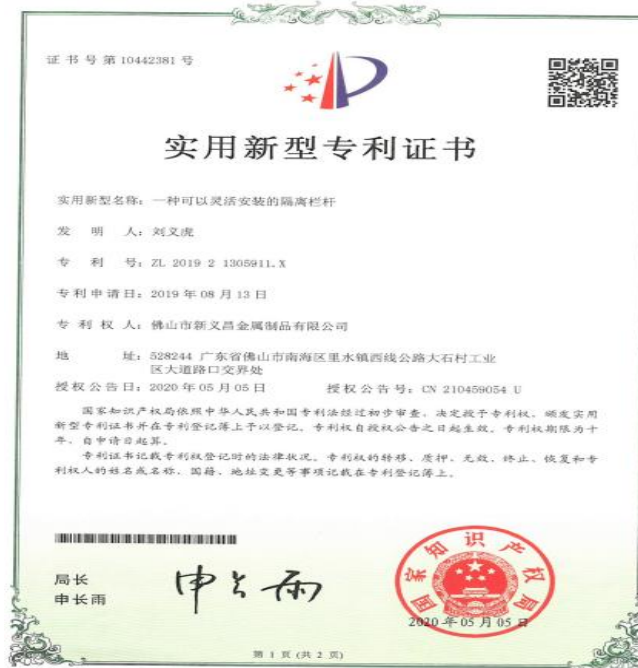 证书号第10442381号
实用新型专利证书
实用新型名称：一种可以灵活安装的隔离栏杆
发明人：刘义虎
专利号：ZL 2019 2 1305911.X
专利申请日：2019年08月13日
专利权人：佛山市新义昌金属制品有限公司
地址：528244 广东省佛山市南海区里水镇西线公路大石村工业
区大道路口交界处
授权公告日：2020年05月05日 授权公告号：CN 210459054 U
国家知识产权局依照中华人民共和国专利法经过初步审查，决定授予专利权，颁发实用
新型专利证书并在专利登记簿上予以登记。专利权自授权公告之日起生效。专利权期限为十
年，自申请日起算。
专利证书记载专利权登记时的法律状况。专利权的转移、质押、无效、终止、恢复和专
利权人的姓名或名称、国籍、地址变更等事项记载在专利登记簿上。
局长
申长雨
申长雨
国家知识产权局
2020年05月05日
第 1 页 (共 2 页)